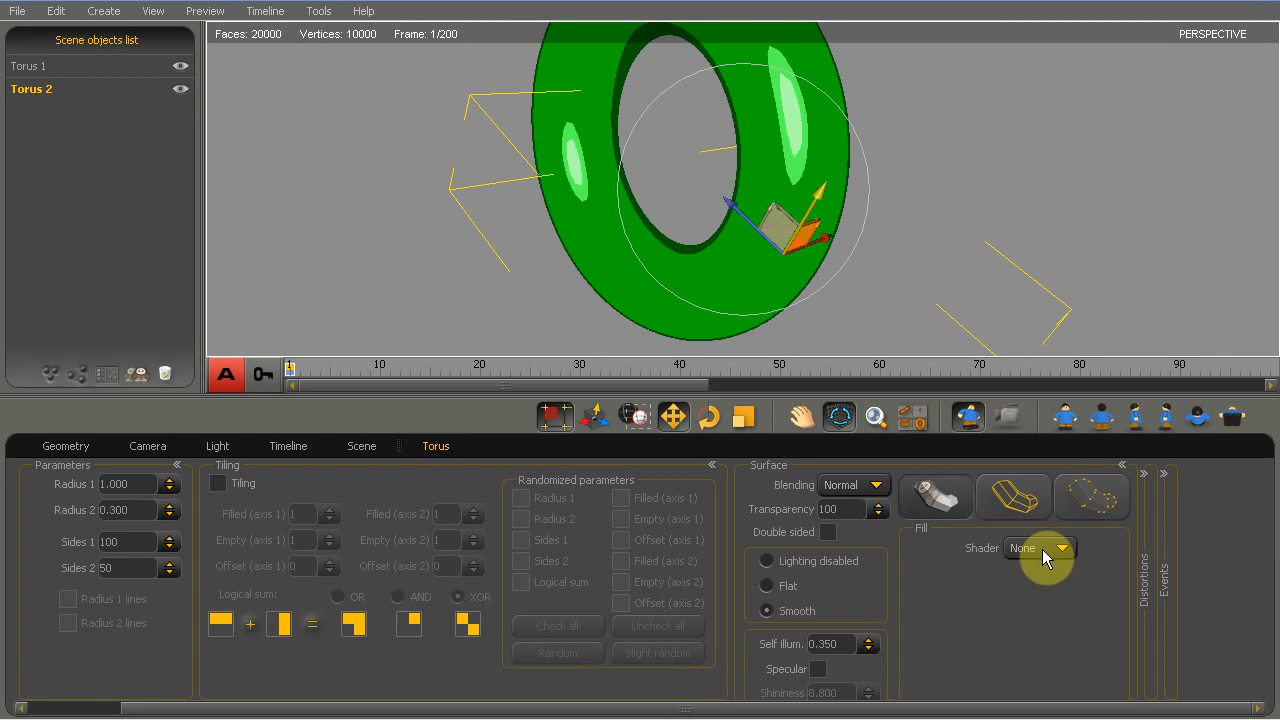 File Edit Create View Preview Timeline Tools Help
Scene objects list
Torus 1
Torus 2
Faces: 20000 Vertices: 10000 Frame: 1/200 PERSPECTIVE
A 1 10 20 30 40 50 60 70 80 90
Geometry Camera Light Timeline Scene Torus
Parameters
Radius 1 1.000
Radius 2 0.300
Sides 1 100
Sides 2 50
Radius 1 lines
Radius 2 lines
Tiling
Tiling
Filled (axis 1) 1 Filled (axis 2) 1
Empty (axis 1) 1 Empty (axis 2) 1
Offset (axis 1) 0 Offset (axis 2) 0
Logical sum: OR AND XOR
+ =
Randomized parameters
Radius 1 Filled (axis 1)
Radius 2 Empty (axis 1)
Sides 1 Offset (axis 1)
Sides 2 Filled (axis 2)
Logical sum Empty (axis 2)
Offset (axis 2)
Check all Uncheck all
Random Slight random
Surface
Blending Normal
Transparency 100
Double sided
Lighting disabled
Flat
Smooth
Self illum. 0.350
Specular
Shininess 8.800
Fill
Shader None
Distortions
Events